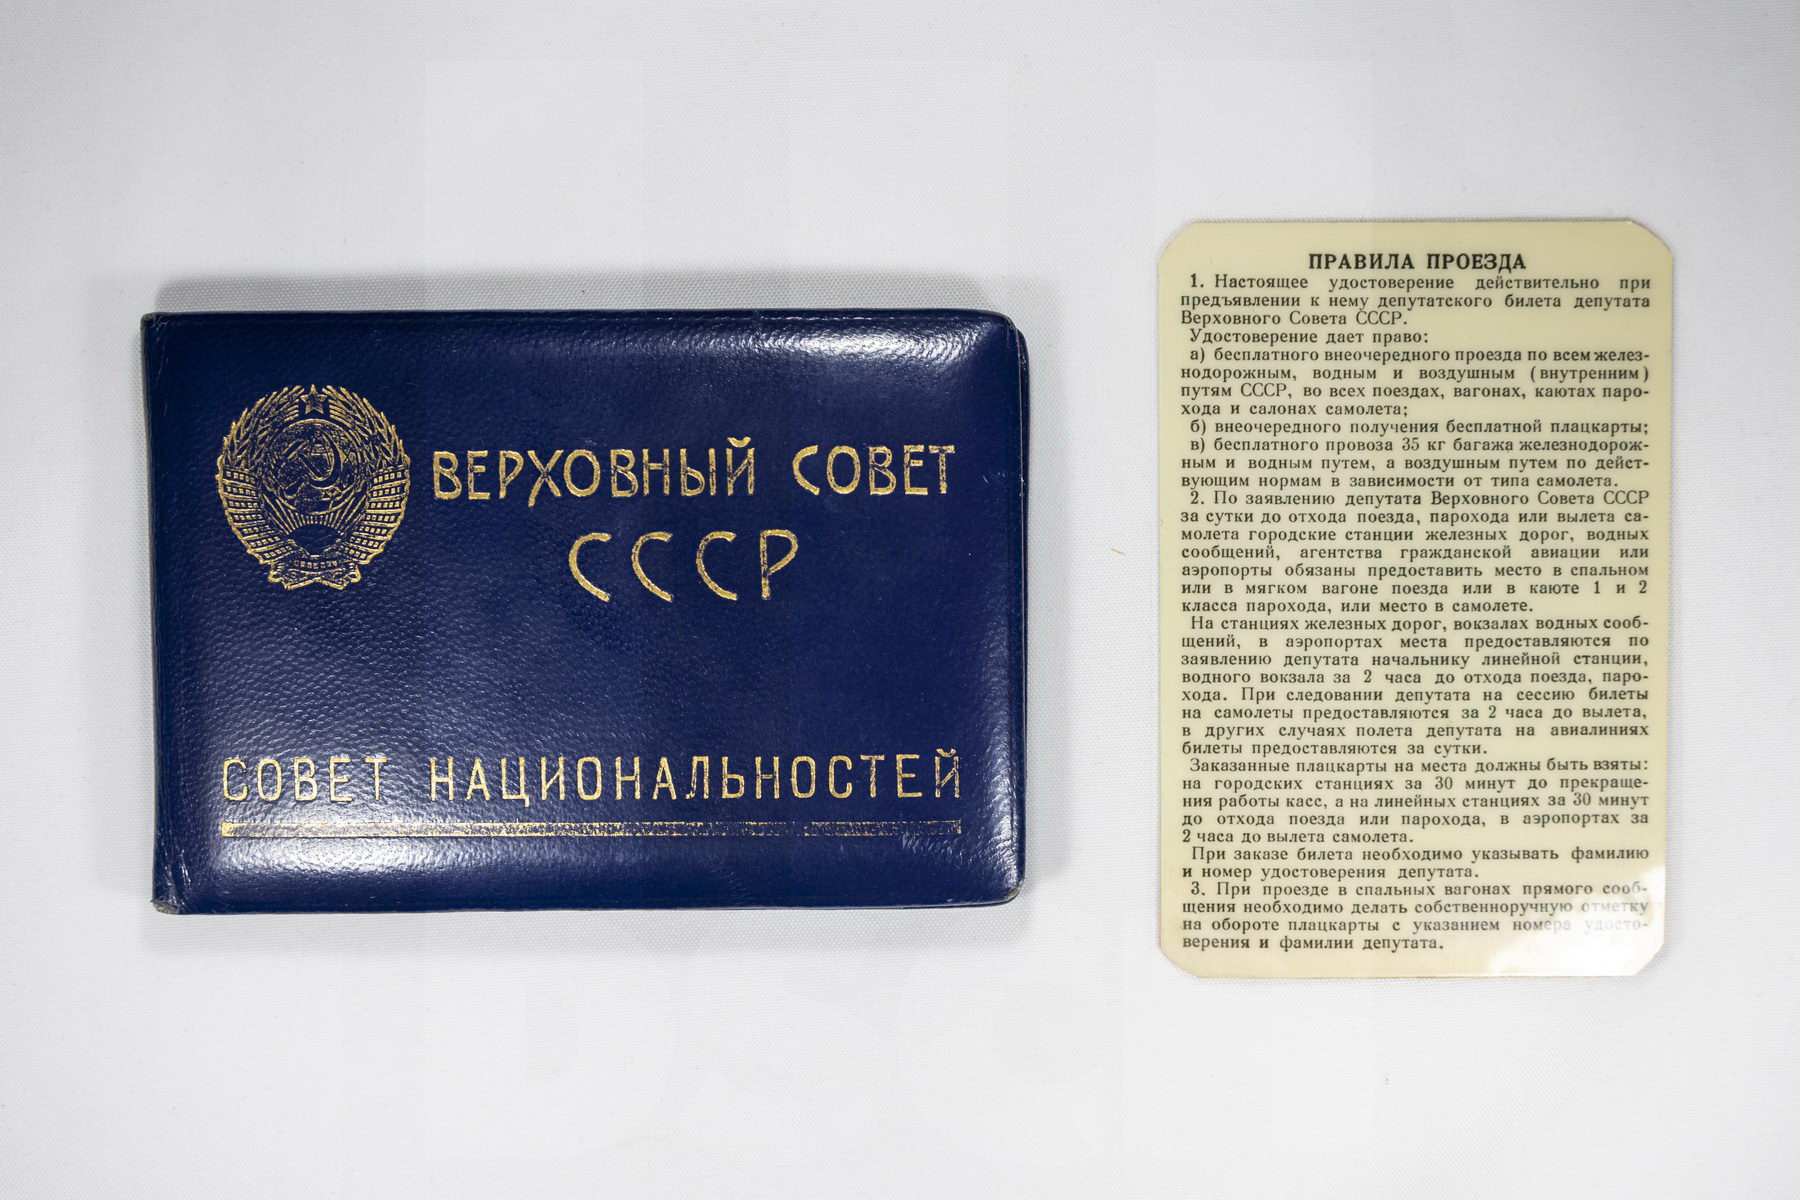 ВЕРХОВНЫЙ СОВЕТ
СССР
СОВЕТ НАЦИОНАЛЬНОСТЕЙ
ПРАВИЛА ПРОЕЗДА
1. Настоящее удостоверение действительно при
предъявлении к нему депутатского билета депутата
Верховного Совета СССР.
Удостоверение дает право:
а) бесплатного внеочередного проезда по всем желез-
нодорожным, водным и воздушным (внутренним)
путям СССР, во всех поездах, вагонах, каютах паро-
хода и салонах самолета;
б) внеочередного получения бесплатной плацкарты;
в) бесплатного провоза 35 кг багажа железнодорож-
ным и водным путем, а воздушным путем по дейст-
вующим нормам в зависимости от типа самолета.
2. По заявлению депутата Верховного Совета СССР
за сутки до отхода поезда, парохода или вылета са-
молета городские станции железных дорог, водных
сообщений, агентства гражданской авиации или
аэропорты обязаны предоставить место в спальном
или в мягком вагоне поезда или в каюте 1 и 2
класса парохода, или место в самолете.
На станциях железных дорог, вокзалах водных сооб-
щений, в аэропортах места предоставляются по
заявлению депутата начальнику линейной станции,
водного вокзала за 2 часа до отхода поезда, паро-
хода. При следовании депутата на сессию билеты
на самолеты предоставляются за 2 часа до вылета,
в других случаях полета депутата на авиалиниях
билеты предоставляются за сутки.
Заказанные плацкарты на места должны быть взяты:
на городских станциях за 30 минут до прекраще-
ния работы касс, а на линейных станциях за 30 минут
до отхода поезда или парохода, в аэропортах за
2 часа до вылета самолета.
При заказе билета необходимо указывать фамилию
и номер удостоверения депутата.
3. При проезде в спальных вагонах прямого сооб-
щения необходимо делать собственноручную отметку
на обороте плацкарты с указанием номера удосто-
верения и фамилии депутата.